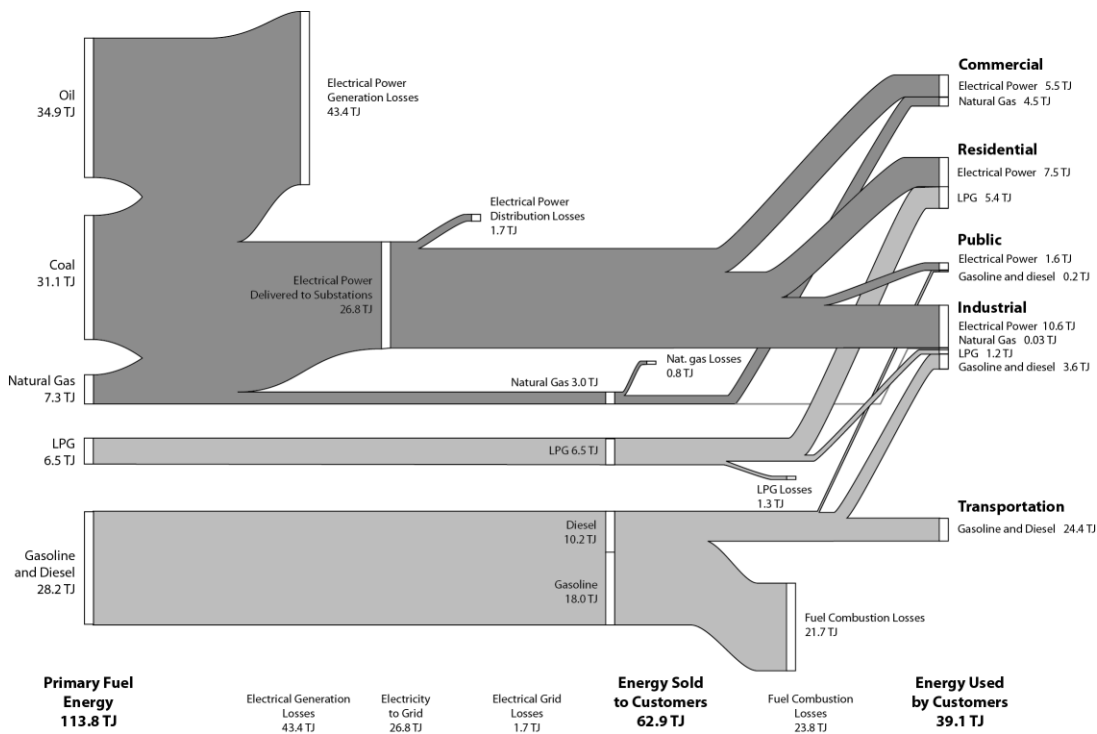 Oil
34.9 TJ
Coal
31.1 TJ
Natural Gas
7.3 TJ
LPG
6.5 TJ
Gasoline
and Diesel
28.2 TJ
Electrical Power
Generation Losses
43.4 TJ
Electrical Power
Distribution Losses
1.7 TJ
Electrical Power
Delivered to Substations
26.8 TJ
Natural Gas 3.0 TJ
Nat. gas Losses
0.8 TJ
LPG 6.5 TJ
LPG Losses
1.3 TJ
Diesel
10.2 TJ
Gasoline
18.0 TJ
Fuel Combustion Losses
21.7 TJ
Commercial
Electrical Power 5.5 TJ
Natural Gas 4.5 TJ
Residential
Electrical Power 7.5 TJ
LPG 5.4 TJ
Public
Electrical Power 1.6 TJ
Gasoline and diesel 0.2 TJ
Industrial
Electrical Power 10.6 TJ
Natural Gas 0.03 TJ
LPG 1.2 TJ
Gasoline and diesel 3.6 TJ
Transportation
Gasoline and Diesel 24.4 TJ
Primary Fuel
Energy
113.8 TJ
Electrical Generation
Losses
43.4 TJ
Electricity
to Grid
26.8 TJ
Electrical Grid
Losses
1.7 TJ
Energy Sold
to Customers
62.9 TJ
Fuel Combustion
Losses
23.8 TJ
Energy Used
by Customers
39.1 TJ